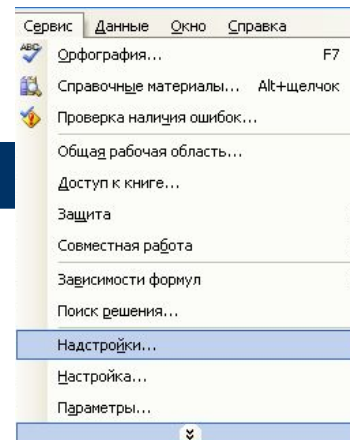 Сервис Данные Окно Справка
ABC Орфография... F7
Справочные материалы... Alt+щелчок
Проверка наличия ошибок...
Общая рабочая область...
Доступ к книге...
Защита
Совместная работа
Зависимости формул
Поиск решения...
Надстройки...
Настройка...
Параметры...